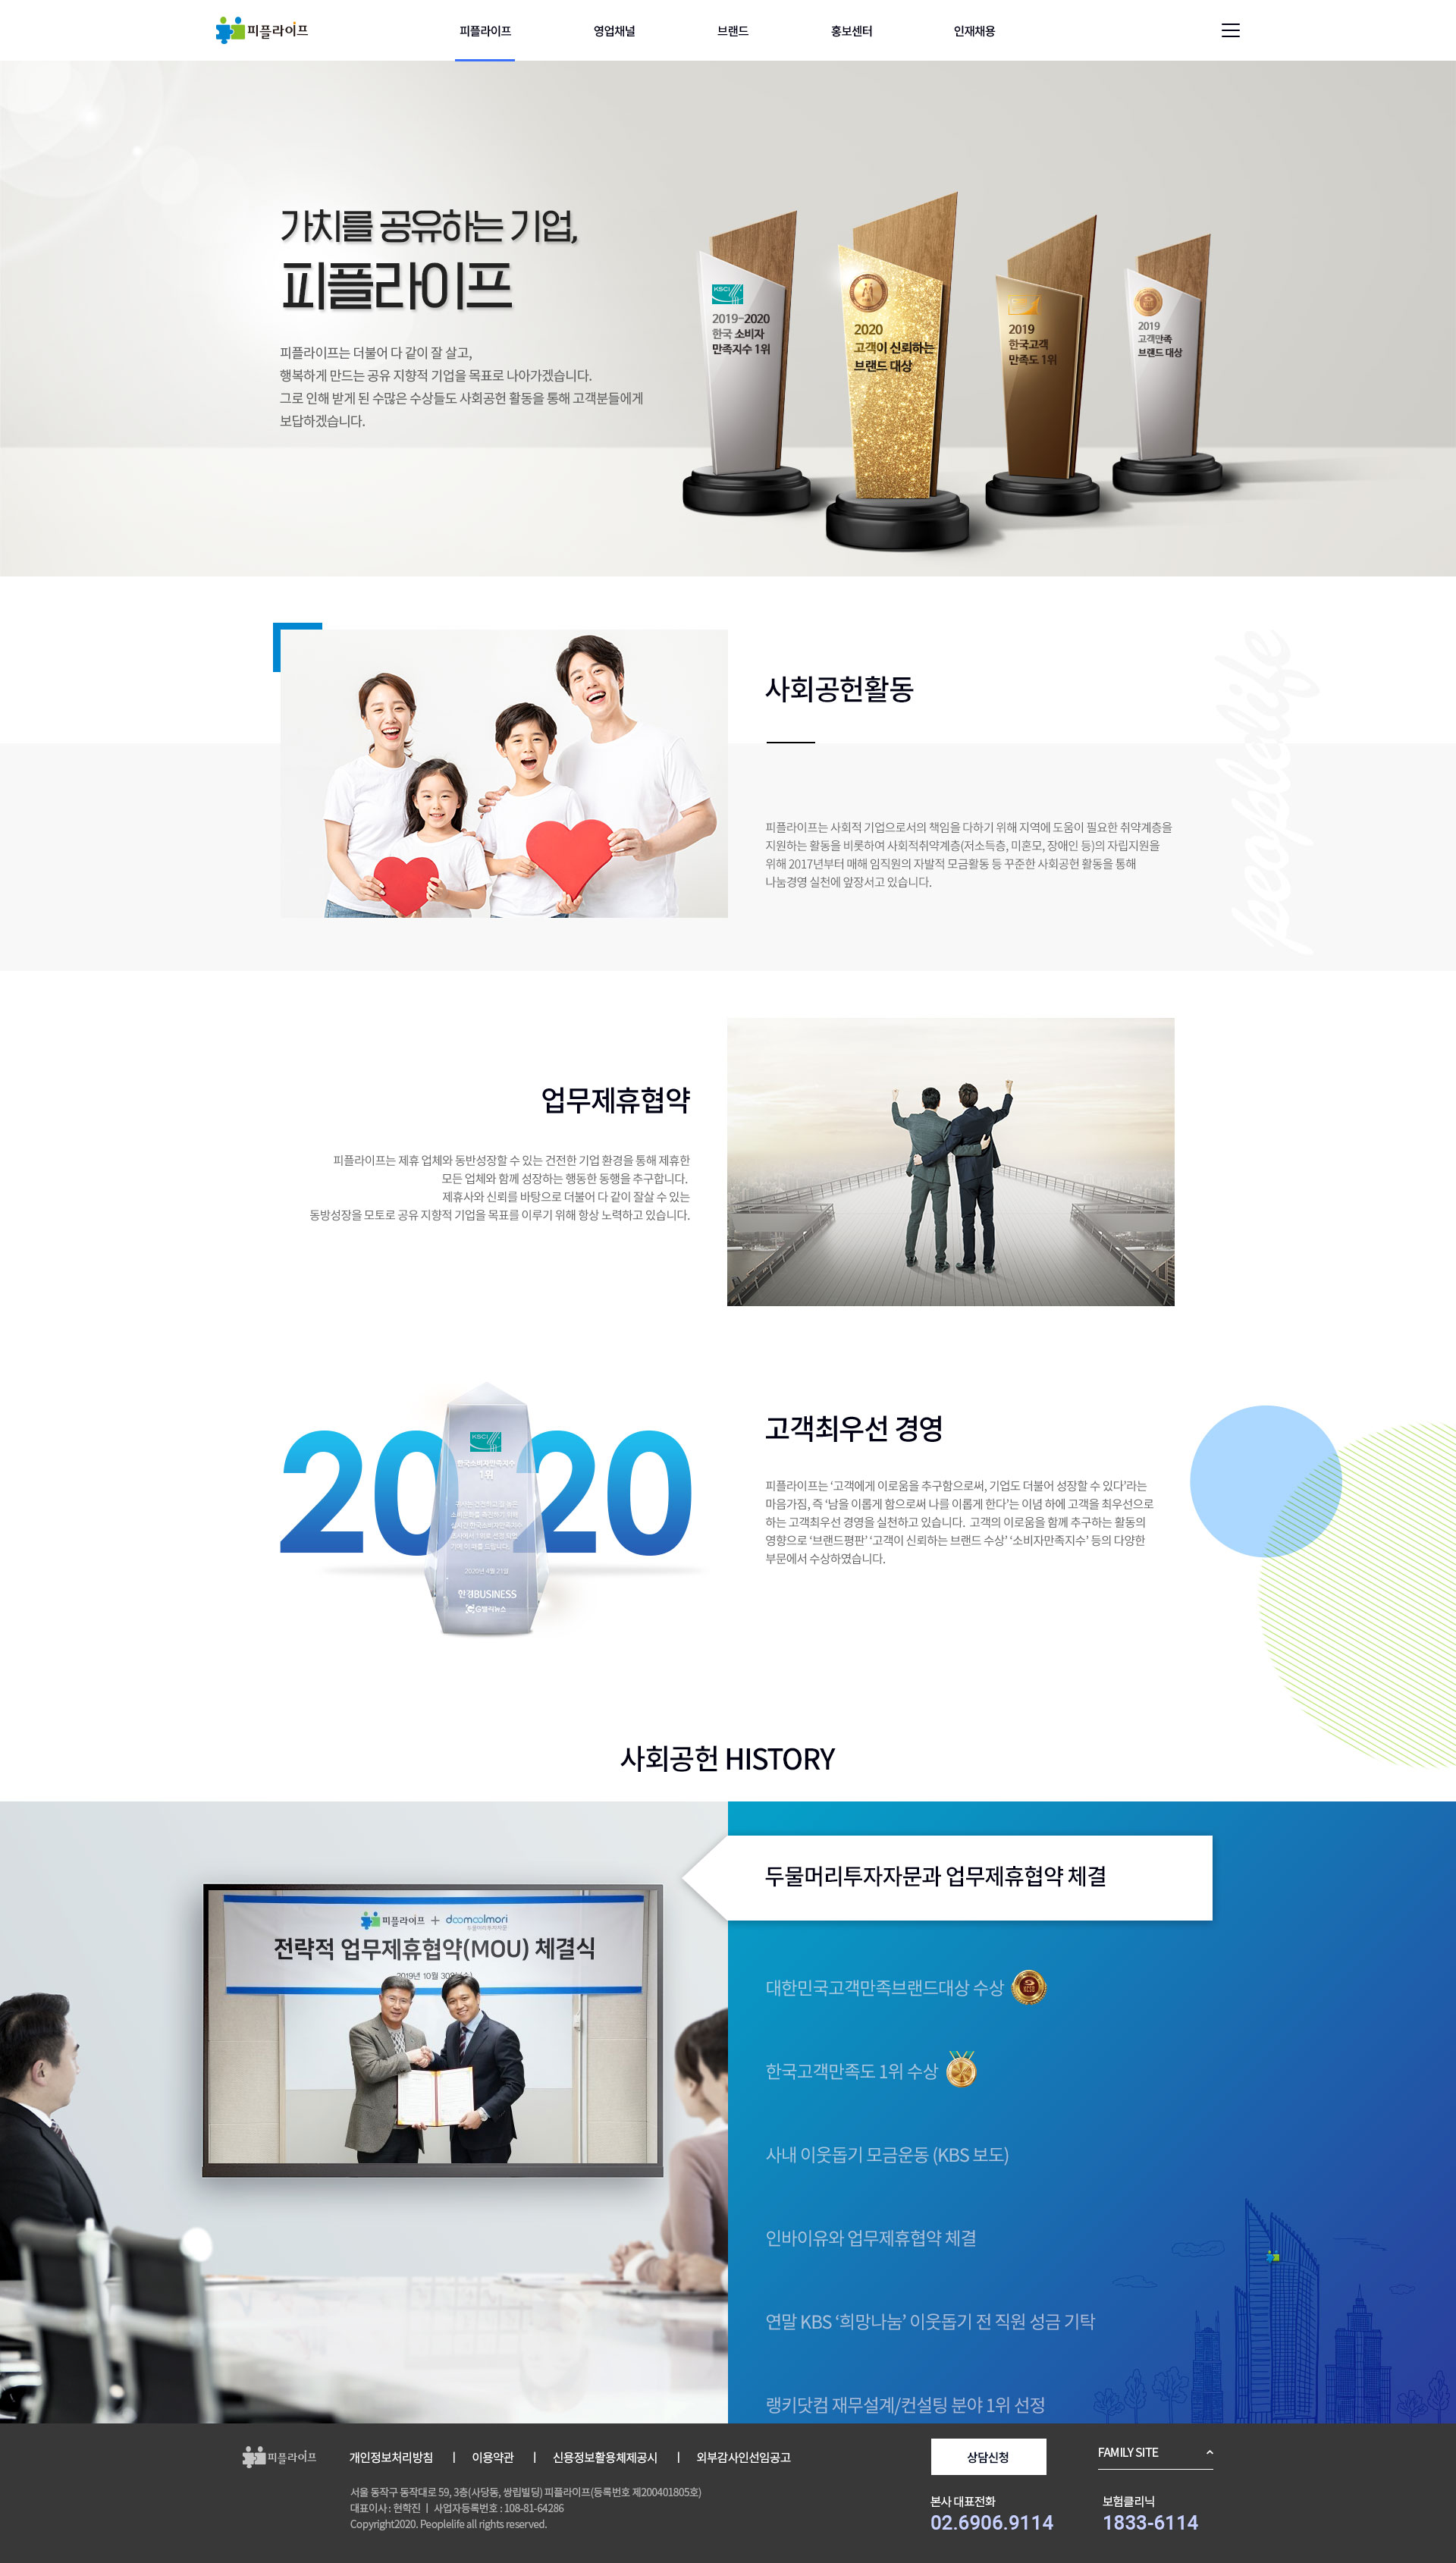 피플라이프
피플라이프
영업채널
브랜드
홍보센터
인재채용
가치를 공유하는 기업,
피플라이프
피플라이프는 더불어 다 같이 잘 살고,
행복하게 만드는 공유 지향적 기업을 목표로 나아가겠습니다.
그로 인해 받게 된 수많은 수상들도 사회공헌 활동을 통해 고객분들에게
보답하겠습니다.
KSCI
2019-2020
한국 소비자
만족지수 1위
2020
고객이 신뢰하는
브랜드 대상
2019
한국고객
만족도 1위
2019
고객만족
브랜드 대상
사회공헌활동
peoplelife
피플라이프는 사회적 기업으로서의 책임을 다하기 위해 지역에 도움이 필요한 취약계층을
지원하는 활동을 비롯하여 사회적취약계층(저소득층, 미혼모, 장애인 등)의 자립지원을
위해 2017년부터 매해 임직원의 자발적 모금활동 등 꾸준한 사회공헌 활동을 통해
나눔경영 실천에 앞장서고 있습니다.
업무제휴협약
피플라이프는 제휴 업체와 동반성장할 수 있는 건전한 기업 환경을 통해 제휴한
모든 업체와 함께 성장하는 행동한 동행을 추구합니다.
제휴사와 신뢰를 바탕으로 더불어 다 같이 잘살 수 있는
동방성장을 모토로 공유 지향적 기업을 목표를 이루기 위해 항상 노력하고 있습니다.
2020
KSCI
한국소비자만족지수
1위
2020년 4월 21일
한경BUSINESS
G밸리뉴스
고객최우선 경영
피플라이프는 ‘고객에게 이로움을 추구함으로써, 기업도 더불어 성장할 수 있다’라는
마음가짐, 즉 ‘남을 이롭게 함으로써 나를 이롭게 한다’는 이념 하에 고객을 최우선으로
하는 고객최우선 경영을 실천하고 있습니다. 고객의 이로움을 함께 추구하는 활동의
영향으로 ‘브랜드평판’ ‘고객이 신뢰하는 브랜드 수상’ ‘소비자만족지수’ 등의 다양한
부문에서 수상하였습니다.
사회공헌 HISTORY
피플라이프 + doomoolmori
두물머리투자자문
전략적 업무제휴협약(MOU) 체결식
2019년 10월 30일
두물머리투자자문과 업무제휴협약 체결
대한민국고객만족브랜드대상 수상
한국고객만족도 1위 수상
사내 이웃돕기 모금운동 (KBS 보도)
인바이유와 업무제휴협약 체결
연말 KBS ‘희망나눔’ 이웃돕기 전 직원 성금 기탁
랭키닷컴 재무설계/컨설팅 분야 1위 선정
피플라이프
개인정보처리방침 | 이용약관 | 신용정보활용체제공시 | 외부감사인선임공고
상담신청
FAMILY SITE
서울 동작구 동작대로 59, 3층(사당동, 쌍립빌딩) 피플라이프(등록번호 제200401805호)
대표이사 : 현학진 | 사업자등록번호 : 108-81-64286
Copyright2020. Peoplelife all rights reserved.
본사 대표전화
02.6906.9114
보험클리닉
1833-6114